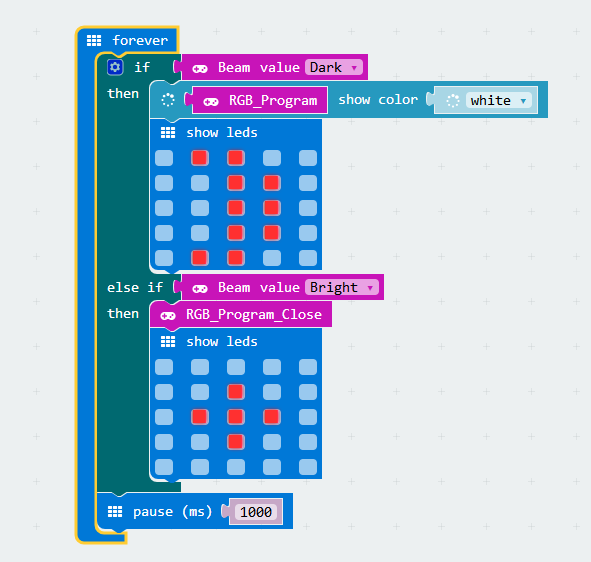 forever
if Beam value Dark
then RGB_Program show color white
show leds
else if Beam value Bright
then RGB_Program_Close
show leds
pause (ms) 1000